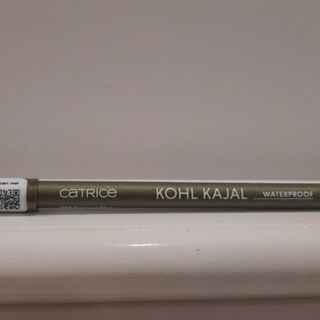 CATRICE KOHL KAJAL WATERPROOF